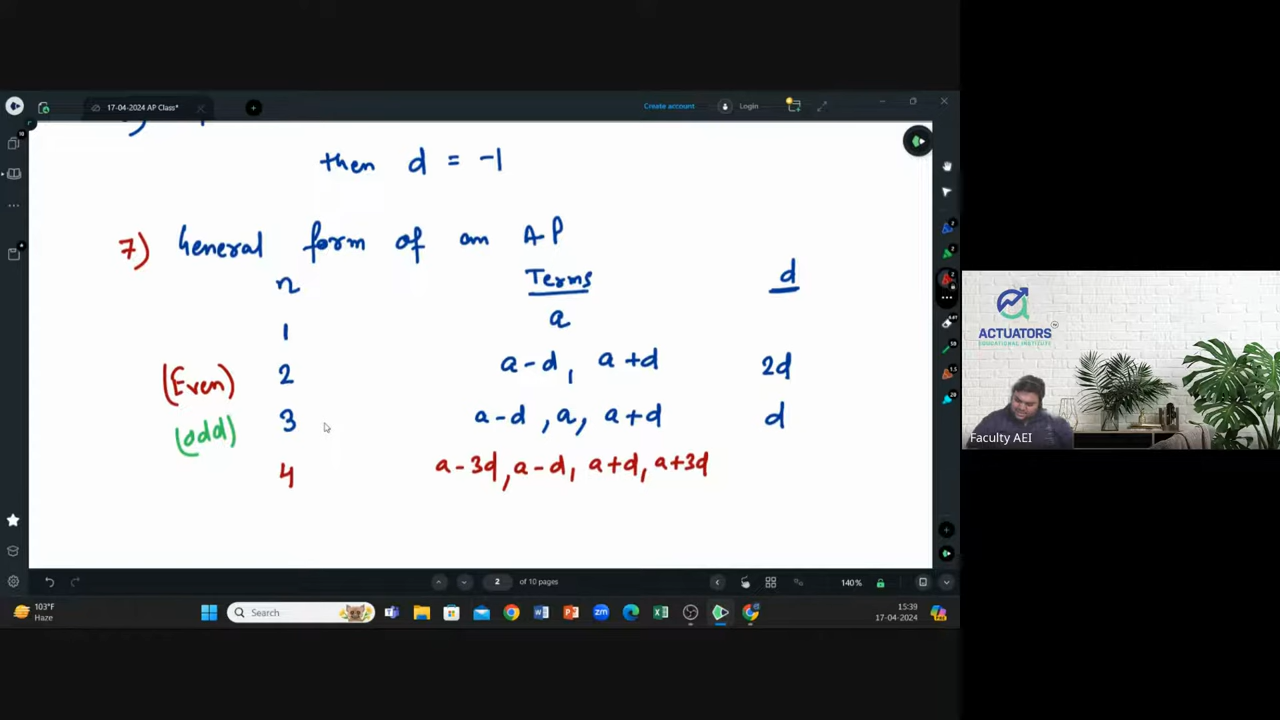 17-04-2024 AP Class*
Create account
Login
then d = -1
7) General form of an AP
n Terms d
1 a
(Even) 2 a-d, a+d 2d
(odd) 3 a-d, a, a+d d
4 a-3d, a-d, a+d, a+3d
ACTUATORS
EDUCATIONAL INSTITUTE
Faculty AEI
2 of 10 pages
140%
103°F
Haze
Search
15:39
17-04-2024